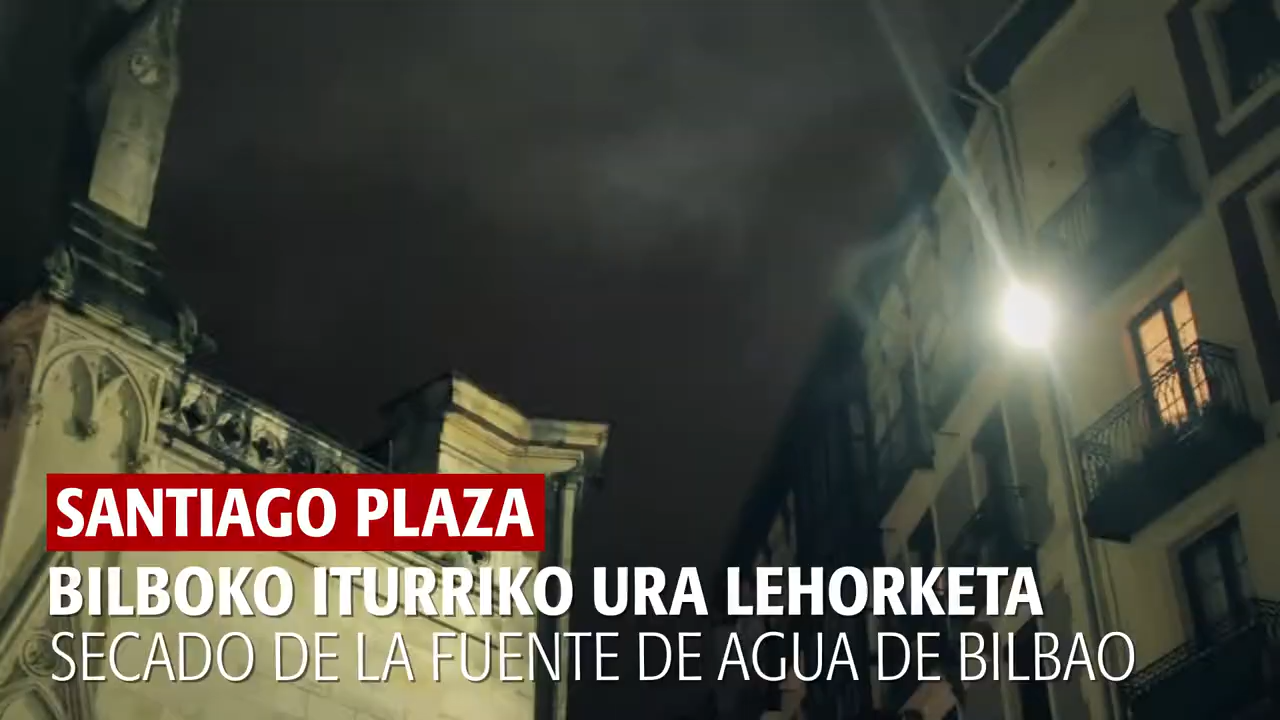 SANTIAGO PLAZA
BILBOKO ITURRIKO URA LEHORKETA
SECADO DE LA FUENTE DE AGUA DE BILBAO